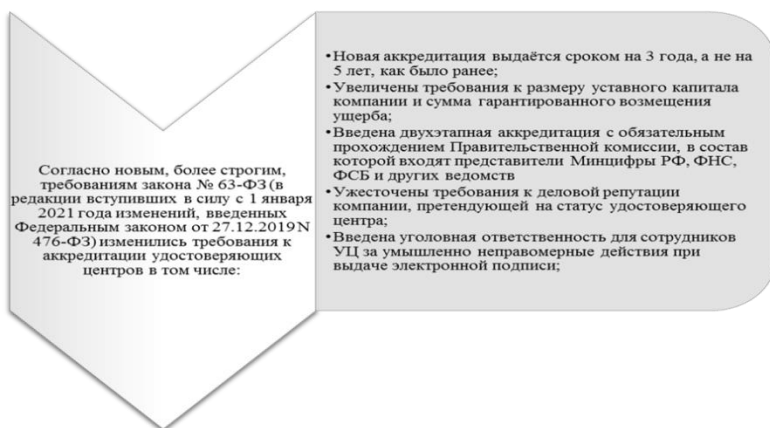 Согласно новым, более строгим,
требованиям закона № 63-ФЗ (в
редакции вступивших в силу с 1 января
2021 года изменений, введенных
Федеральным законом от 27.12.2019 N
476-ФЗ) изменились требования к
аккредитации удостоверяющих
центров в том числе:
•Новая аккредитация выдаётся сроком на 3 года, а не на
5 лет, как было ранее;
•Увеличены требования к размеру уставного капитала
компании и сумма гарантированного возмещения
ущерба;
•Введена двухэтапная аккредитация с обязательным
прохождением Правительственной комиссии, в состав
которой входят представители Минцифры РФ, ФНС,
ФСБ и других ведомств
•Ужесточены требования к деловой репутации
компании, претендующей на статус удостоверяющего
центра;
•Введена уголовная ответственность для сотрудников
УЦ за умышленно неправомерные действия при
выдаче электронной подписи;